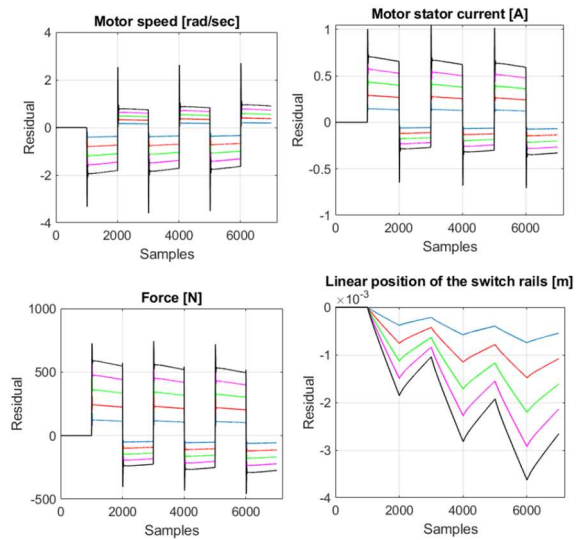 Motor speed [rad/sec]
4
2
0
-2
-4
Residual
0 2000 4000 6000
Samples
Motor stator current [A]
1
0.5
0
-0.5
-1
Residual
0 2000 4000 6000
Samples
Force [N]
1000
500
0
-500
Residual
0 2000 4000 6000
Samples
Linear position of the switch rails [m]
×10-3
0
-1
-2
-3
-4
Residual
0 2000 4000 6000
Samples